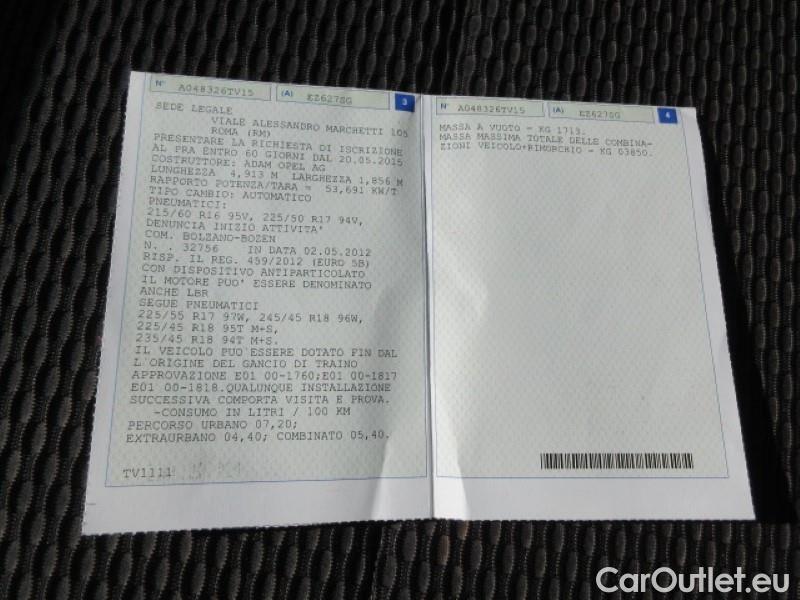 N° A048326TV15 (A) EZ627SG 3
SEDE LEGALE
VIALE ALESSANDRO MARCHETTI 105
ROMA (RM)
PRESENTARE LA RICHIESTA DI ISCRIZIONE
AL PRA ENTRO 60 GIORNI DAL 20.05.2015
COSTRUTTORE: ADAM OPEL AG
LUNGHEZZA 4,913 M LARGHEZZA 1,856 M
RAPPORTO POTENZA/TARA = 53,691 KW/T
TIPO CAMBIO: AUTOMATICO
PNEUMATICI:
215/60 R16 95V, 225/50 R17 94V,
DENUNCIA INIZIO ATTIVITA'
COM. BOLZANO-BOZEN
N. . 32756 IN DATA 02.05.2012
RISP. IL REG. 459/2012 (EURO 5B)
CON DISPOSITIVO ANTIPARTICOLATO
IL MOTORE PUO' ESSERE DENOMINATO
ANCHE LBR
SEGUE PNEUMATICI
225/55 R17 97W, 245/45 R18 96W,
225/45 R18 95T M+S,
235/45 R18 94T M+S.
IL VEICOLO PUO'ESSERE DOTATO FIN DAL
L'ORIGINE DEL GANCIO DI TRAINO
APPROVAZIONE E01 00-1760;E01 00-1817
E01 00-1818.QUALUNQUE INSTALLAZIONE
SUCCESSIVA COMPORTA VISITA E PROVA.
-CONSUMO IN LITRI / 100 KM
PERCORSO URBANO 07,20;
EXTRAURBANO 04,40; COMBINATO 05,40.
TV1111
N° A048326TV15 (A) EZ627SG 4
MASSA A VUOTO - KG 1713.
MASSA MASSIMA TOTALE DELLE COMBINA-
ZIONI VEICOLO+RIMORCHIO - KG 03850.
CarOutlet.eu